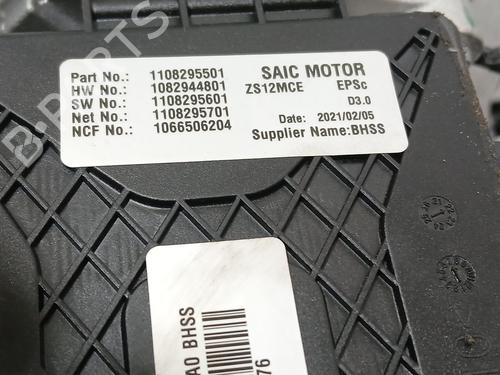 B-PARTS
Part No.: 1108295501
HW No.: 1082944801
SW No.: 1108295601
Net No.: 1108295701
NCF No.: 1066506204
SAIC MOTOR
ZS12MCE EPSc
D3.0
Date: 2021/02/05
Supplier Name:BHSS
A0 BHSS
76